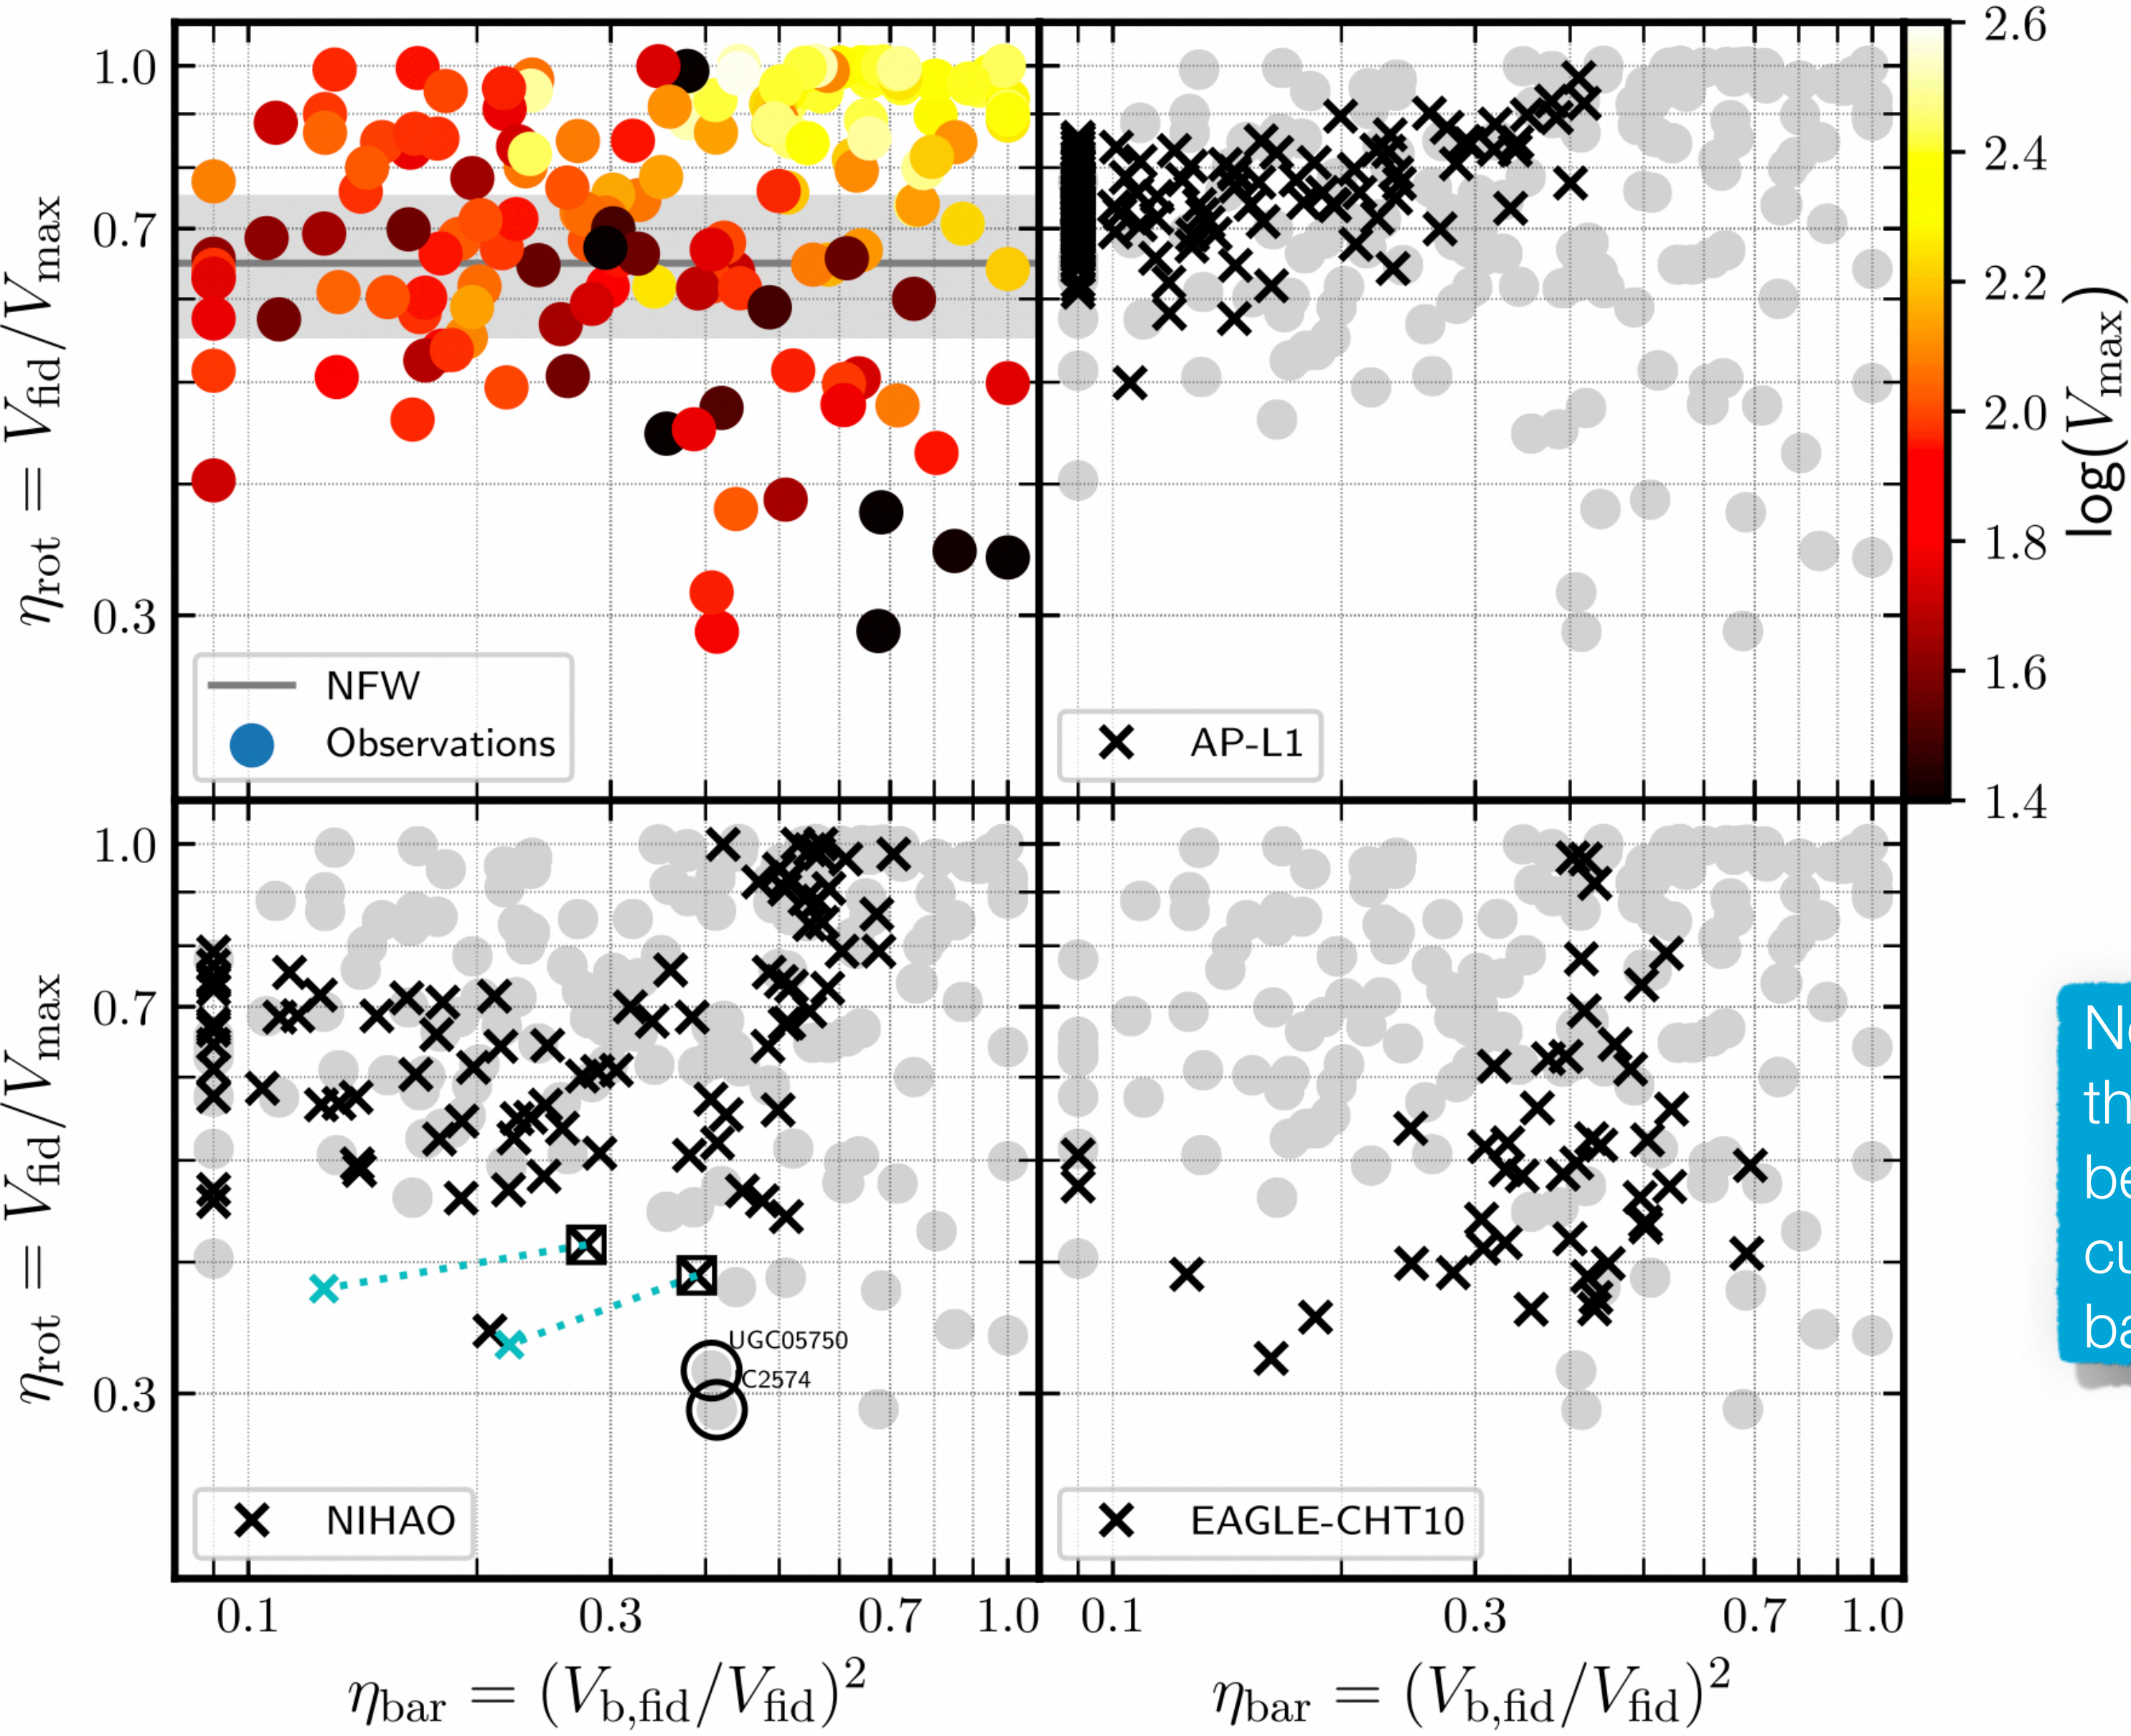 1.0
0.7
0.3
ηrot = Vfid/Vmax
NFW
Observations
AP-L1
2.6
2.4
2.2
2.0
1.8
1.6
1.4
log(Vmax)
1.0
0.7
0.3
ηrot = Vfid/Vmax
UGC05750
C2574
NIHAO
EAGLE-CHT10
0.1
0.3
0.7
1.0
0.1
0.3
0.7
1.0
ηbar = (Vb,fid/Vfid)²
ηbar = (Vb,fid/Vfid)²